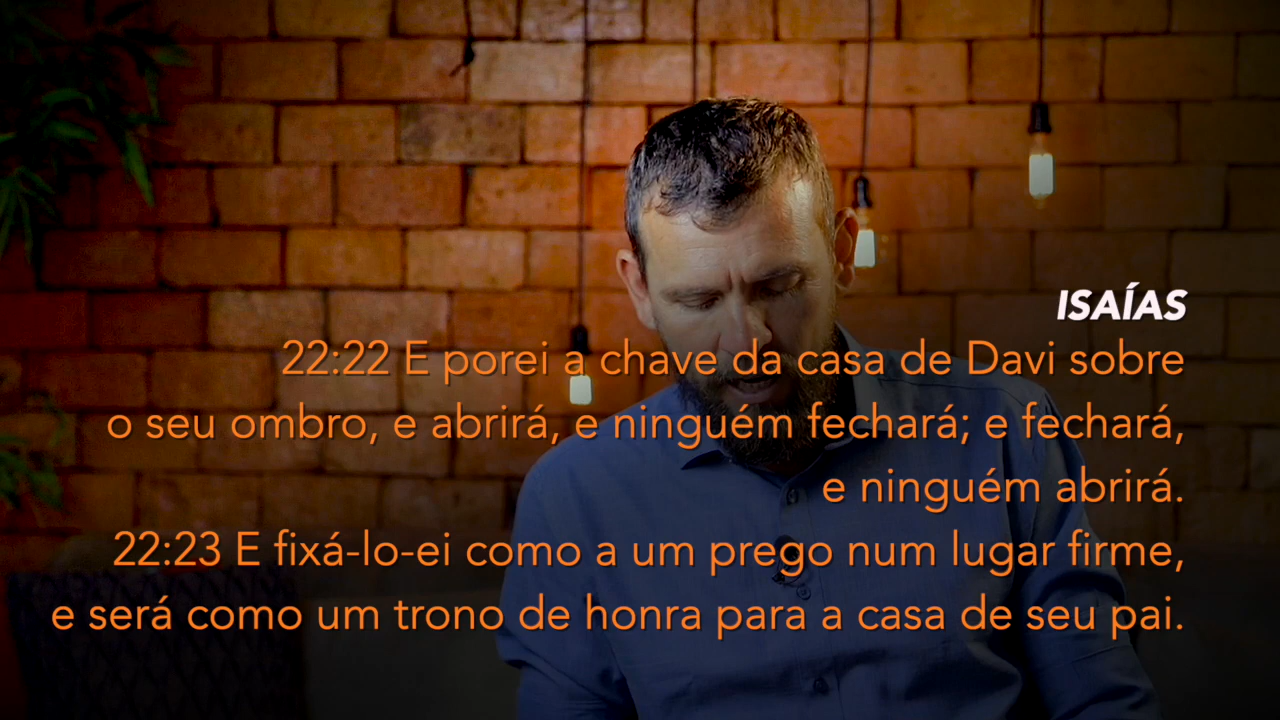 ISAÍAS
22:22 E porei a chave da casa de Davi sobre
o seu ombro, e abrirá, e ninguém fechará; e fechará,
e ninguém abrirá.
22:23 E fixá-lo-ei como a um prego num lugar firme,
e será como um trono de honra para a casa de seu pai.